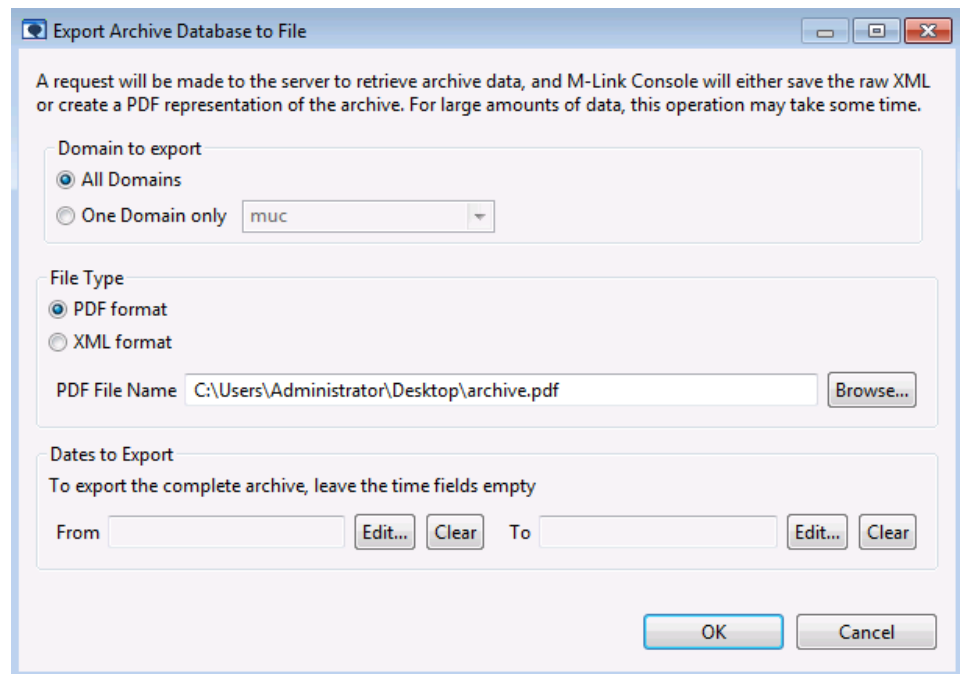 Export Archive Database to File
A request will be made to the server to retrieve archive data, and M-Link Console will either save the raw XML
or create a PDF representation of the archive. For large amounts of data, this operation may take some time.
Domain to export
All Domains
One Domain only muc
File Type
PDF format
XML format
PDF File Name C:\Users\Administrator\Desktop\archive.pdf Browse...
Dates to Export
To export the complete archive, leave the time fields empty
From Edit... Clear To Edit... Clear
OK Cancel